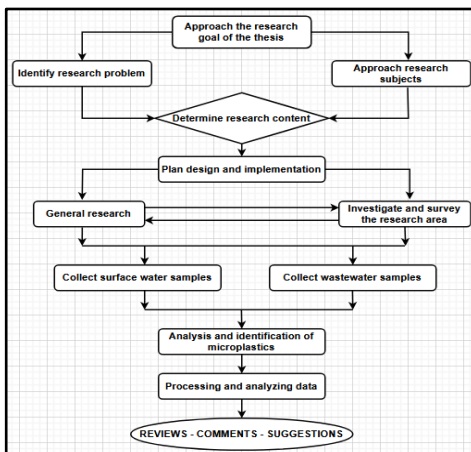 Approach the research
goal of the thesis
Identify research problem
Approach research
subjects
Determine research content
Plan design and implementation
General research
Investigate and survey
the research area
Collect surface water samples
Collect wastewater samples
Analysis and identification of
microplastics
Processing and analyzing data
REVIEWS - COMMENTS - SUGGESTIONS